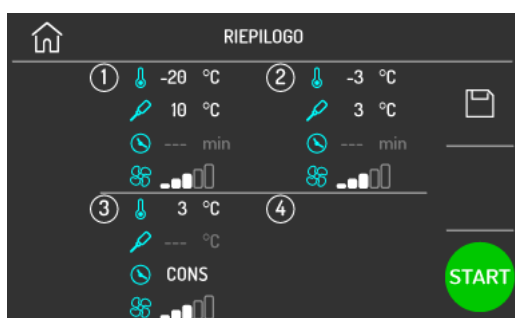 RIEPILOGO
1 -20 °C 2 -3 °C
10 °C 3 °C
--- min --- min
3 3 °C 4
--- °C
CONS
START